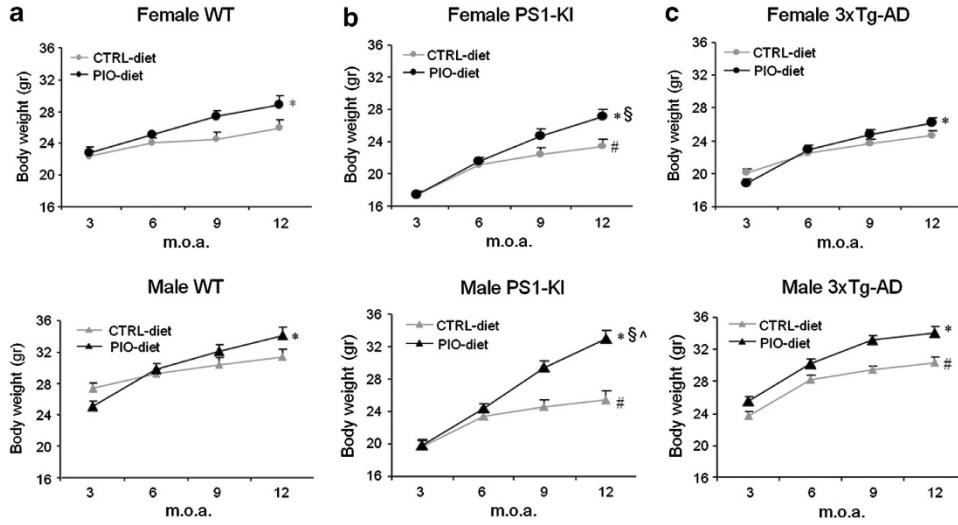 a
Female WT
CTRL-diet
PIO-diet
Body weight (gr)
36
32
28
24
20
16
*
3 6 9 12
m.o.a.
b
Female PS1-KI
CTRL-diet
PIO-diet
Body weight (gr)
36
32
28
24
20
16
* §
#
3 6 9 12
m.o.a.
c
Female 3xTg-AD
CTRL-diet
PIO-diet
Body weight (gr)
36
32
28
24
20
16
*
3 6 9 12
m.o.a.
Male WT
CTRL-diet
PIO-diet
Body weight (gr)
36
32
28
24
20
16
*
3 6 9 12
m.o.a.
Male PS1-KI
CTRL-diet
PIO-diet
Body weight (gr)
36
32
28
24
20
16
* § ^
#
3 6 9 12
m.o.a.
Male 3xTg-AD
CTRL-diet
PIO-diet
Body weight (gr)
36
32
28
24
20
16
*
#
3 6 9 12
m.o.a.